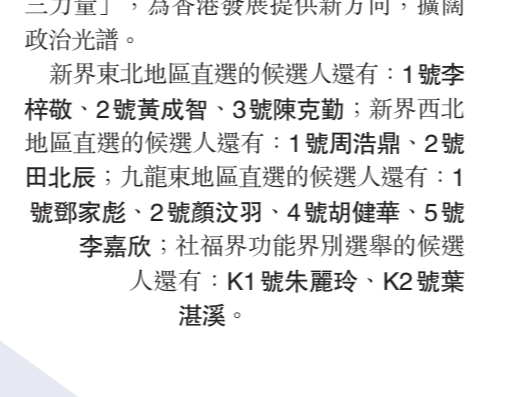 三力量」，為香港發展提供新方向，擴闊
政治光譜。
新界東北地區直選的候選人還有：1號李
梓敬、2號黃成智、3號陳克勤；新界西北
地區直選的候選人還有：1號周浩鼎、2號
田北辰；九龍東地區直選的候選人還有：1
號鄧家彪、2號顏汶羽、4號胡健華、5號
李嘉欣；社福界功能界別選舉的候選
人還有：K1號朱麗玲、K2號葉
湛溪。